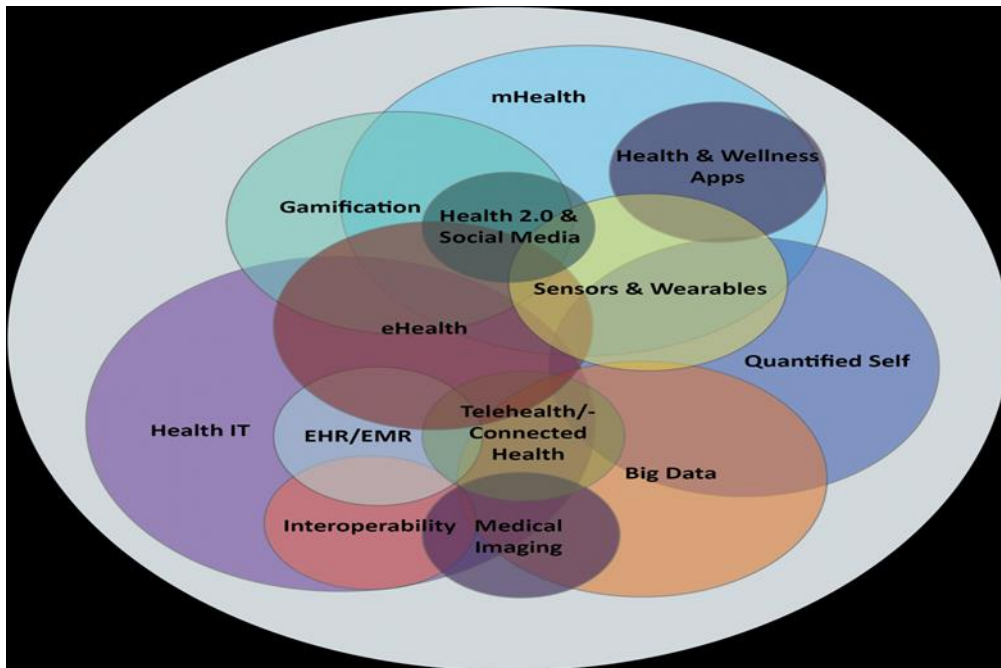 mHealth
Health & Wellness
Apps
Gamification
Health 2.0 &
Social Media
Sensors & Wearables
eHealth
Quantified Self
Health IT
EHR/EMR
Telehealth/-
Connected
Health
Big Data
Interoperability
Medical
Imaging